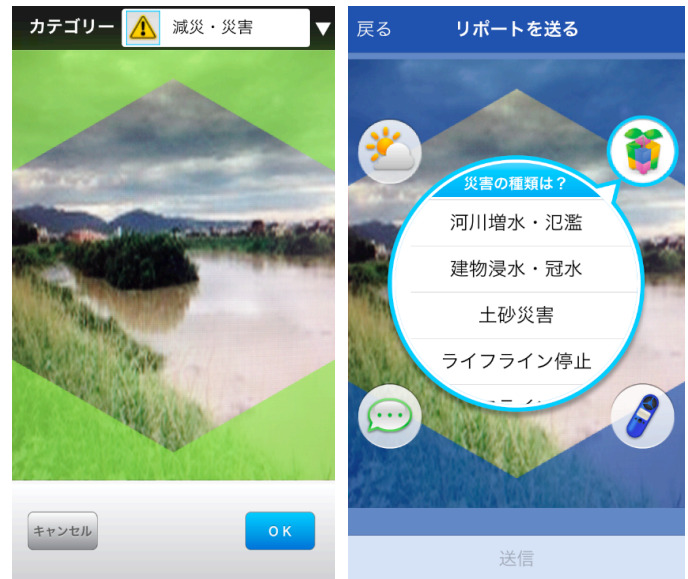 カテゴリー
減災・災害
▼
キャンセル
OK
戻る
リポートを送る
災害の種類は？
河川増水・氾濫
建物浸水・冠水
土砂災害
ライフライン停止
送信